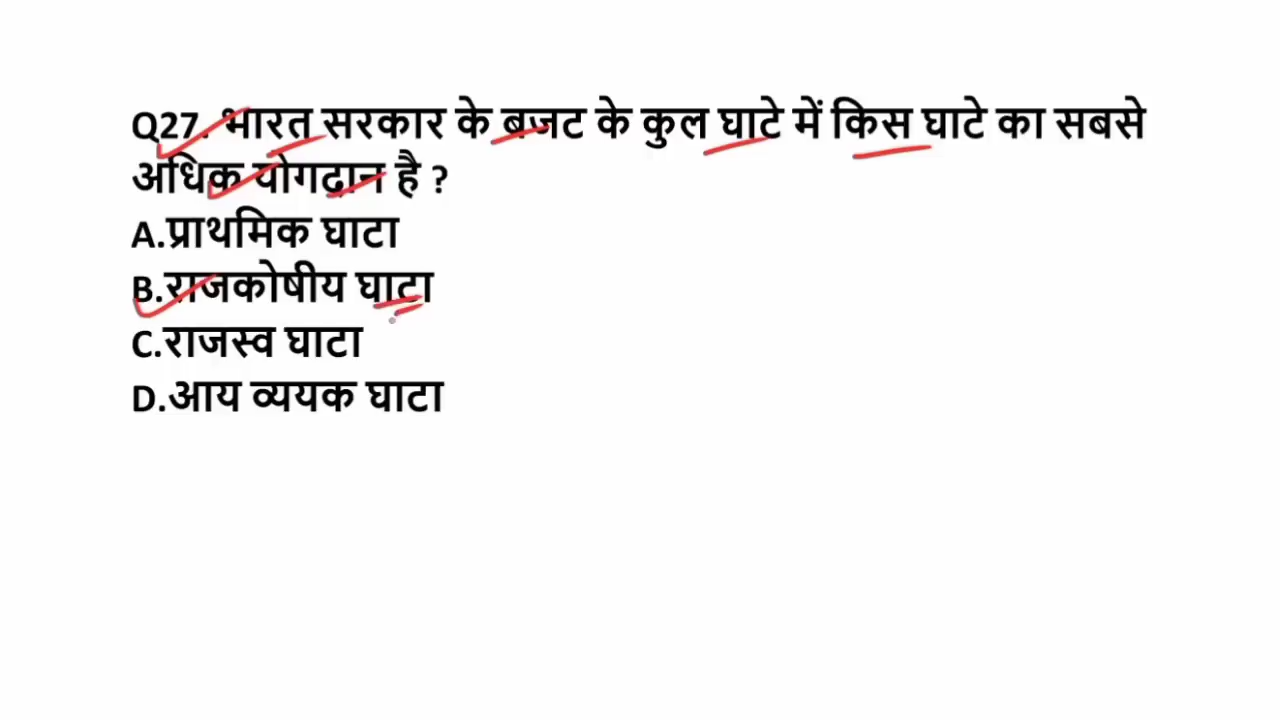 Q27. भारत सरकार के बजट के कुल घाटे में किस घाटे का सबसे
अधिक योगदान है ?
A.प्राथमिक घाटा
B.राजकोषीय घाटा
C.राजस्व घाटा
D.आय व्ययक घाटा